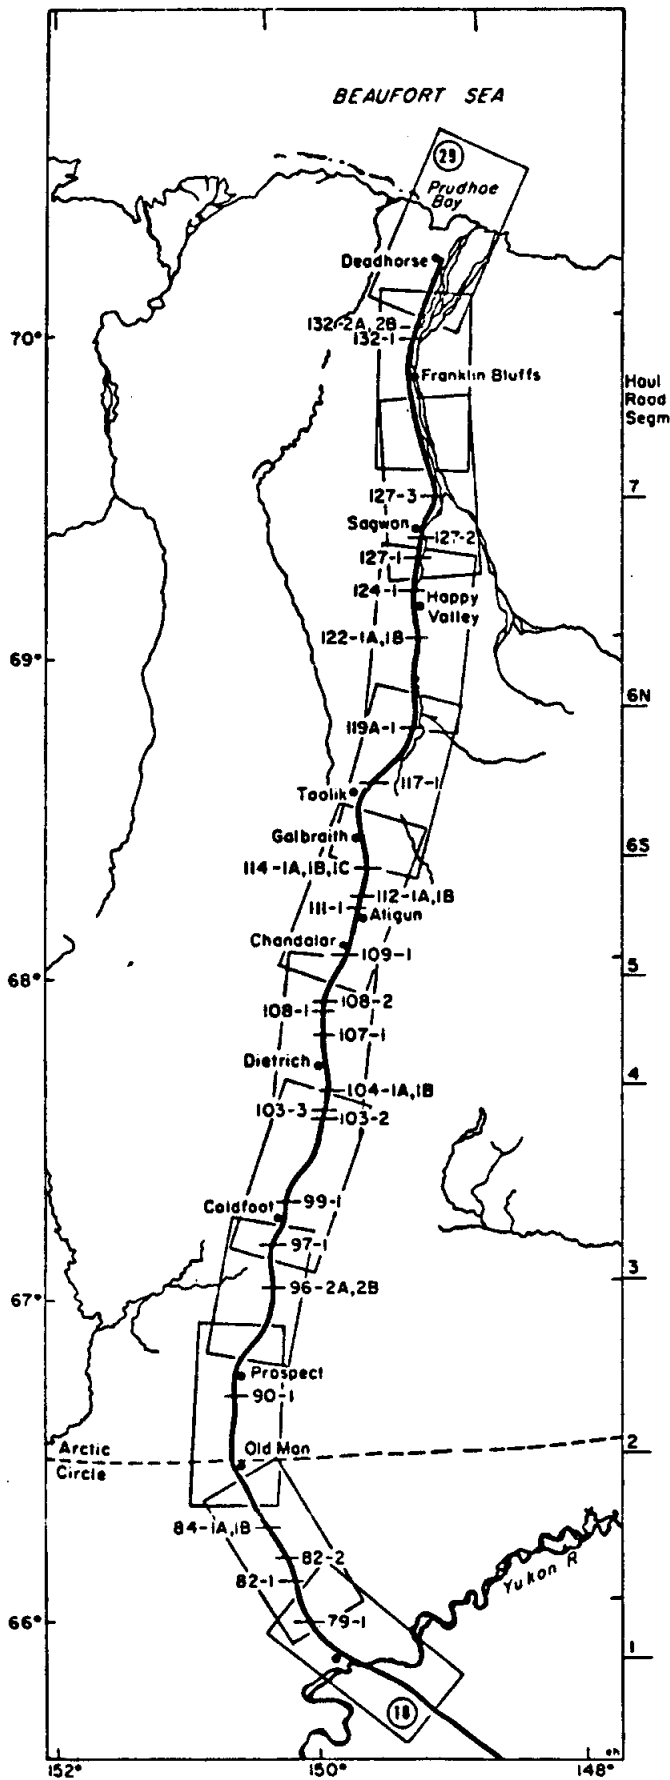 BEAUFORT SEA
29
Prudhoe
Bay
Deadhorse
132-2A, 2B
70°
132-1
Franklin Bluffs
Haul
Road
Segm
127-3
7
Sagwon
127-2
127-1
124-1
Happy
Valley
122-1A,1B
69°
6N
119A-1
117-1
Toolik
Galbraith
6S
114-1A,1B,1C
112-1A,1B
111-1
Atigun
Chandalar
109-1
68°
5
108-2
108-1
107-1
Dietrich
4
104-1A,1B
103-3
103-2
99-1
Coldfoot
97-1
3
96-2A,2B
67°
Prospect
90-1
Arctic
Circle
Old Man
2
84-1A,1B
82-2
82-1
Yukon R
66°
79-1
1
18
152°
150°
148°